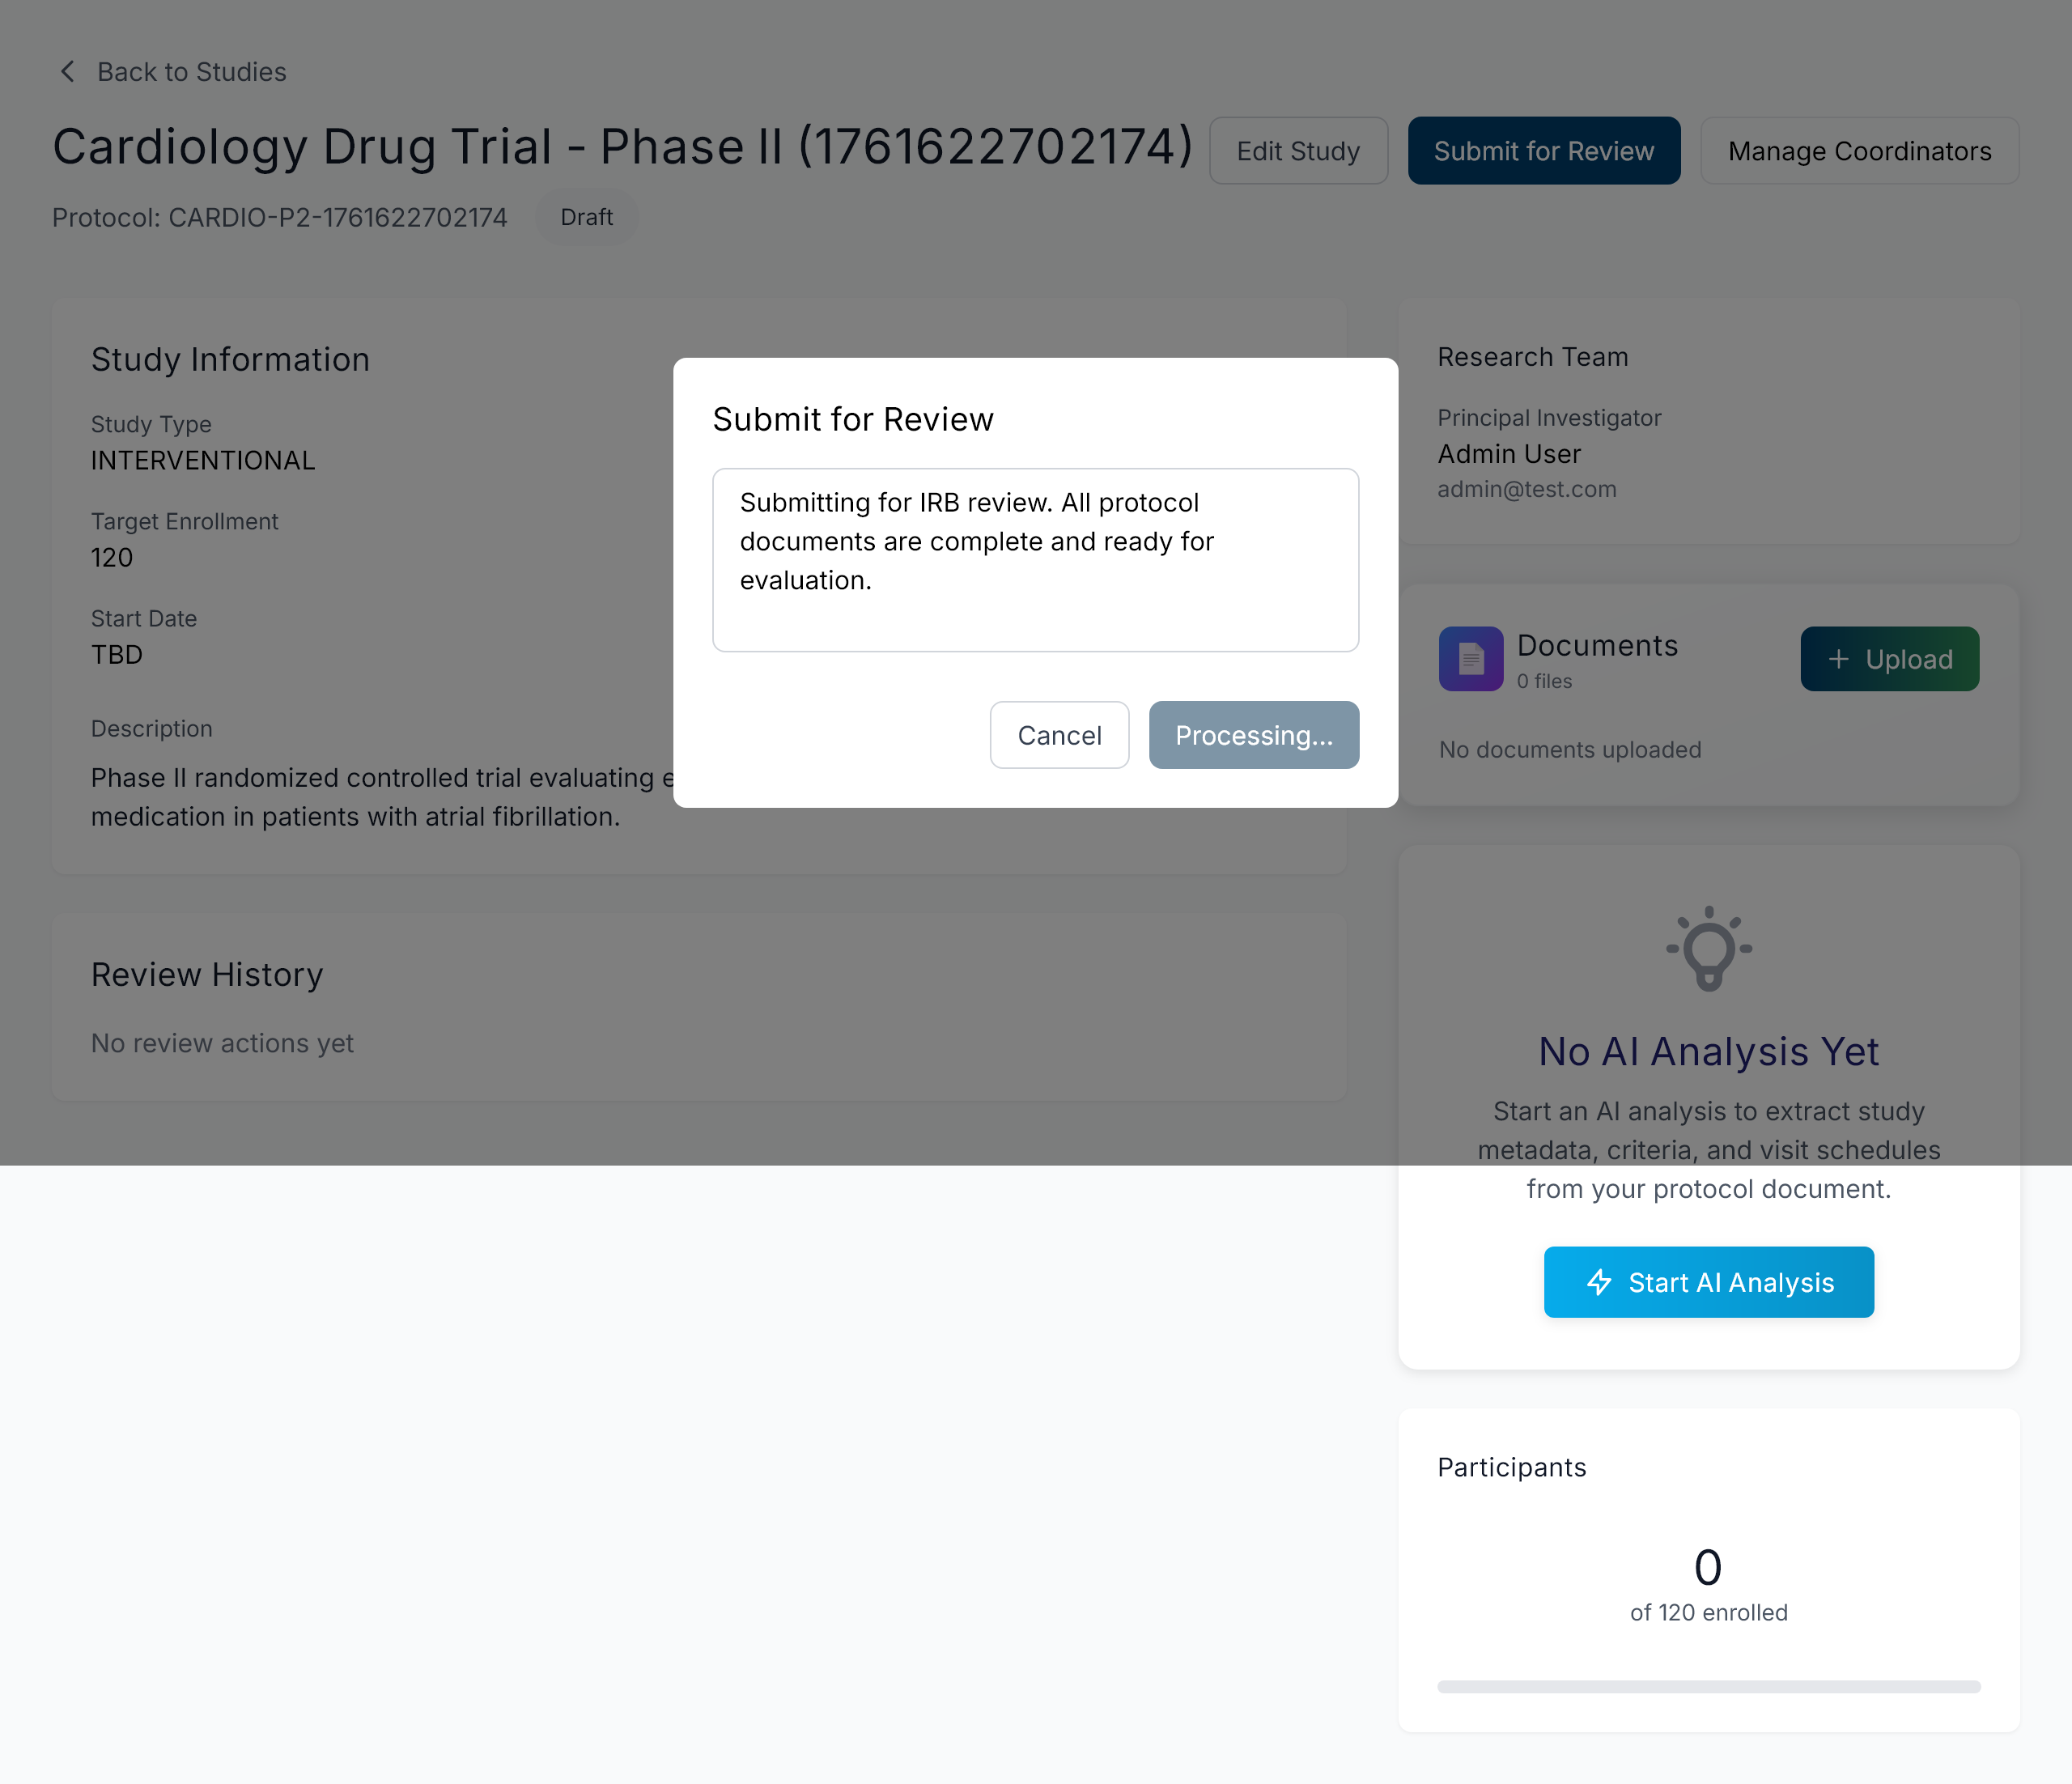 Back to Studies
Cardiology Drug Trial - Phase II (1761622702174)
Edit Study
Submit for Review
Manage Coordinators
Protocol: CARDIO-P2-1761622702174
Draft
Study Information
Study Type
INTERVENTIONAL
Target Enrollment
120
Start Date
TBD
Description
Phase II randomized controlled trial evaluating
medication in patients with atrial fibrillation.
Review History
No review actions yet
Submit for Review
Submitting for IRB review. All protocol
documents are complete and ready for
evaluation.
Cancel
Processing...
Research Team
Principal Investigator
Admin User
admin@test.com
Documents
0 files
Upload
No documents uploaded
No AI Analysis Yet
Start an AI analysis to extract study
metadata, criteria, and visit schedules
from your protocol document.
Start AI Analysis
Participants
0
of 120 enrolled